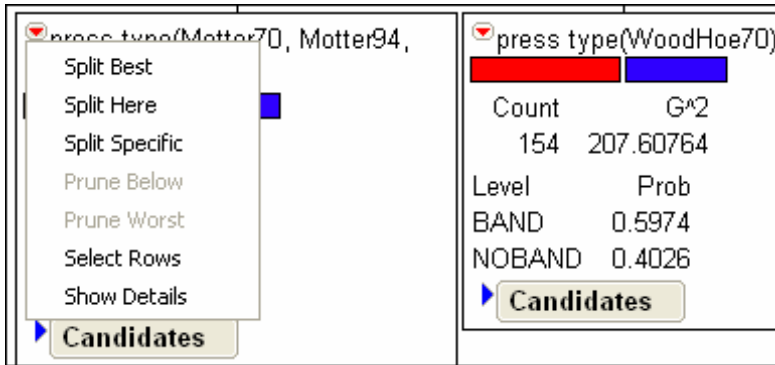 press type(Motter70, Motter94,
Split Best
Split Here
Split Specific
Prune Below
Prune Worst
Select Rows
Show Details
Candidates
press type(WoodHoe70)
Count G^2
154 207.60764
Level Prob
BAND 0.5974
NOBAND 0.4026
Candidates